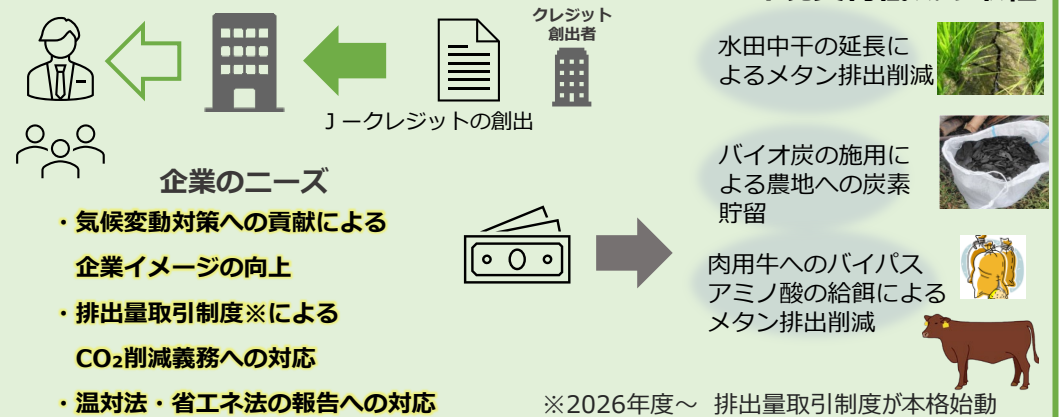 クレジット
創出者
Ｊークレジットの創出
企業のニーズ
・気候変動対策への貢献による
企業イメージの向上
・排出量取引制度※による
CO₂削減義務への対応
・温対法・省エネ法の報告への対応
水田中干の延長に
よるメタン排出削減
バイオ炭の施用に
よる農地への炭素
貯留
肉用牛へのバイパス
アミノ酸の給餌による
メタン排出削減
※2026年度～ 排出量取引制度が本格始動